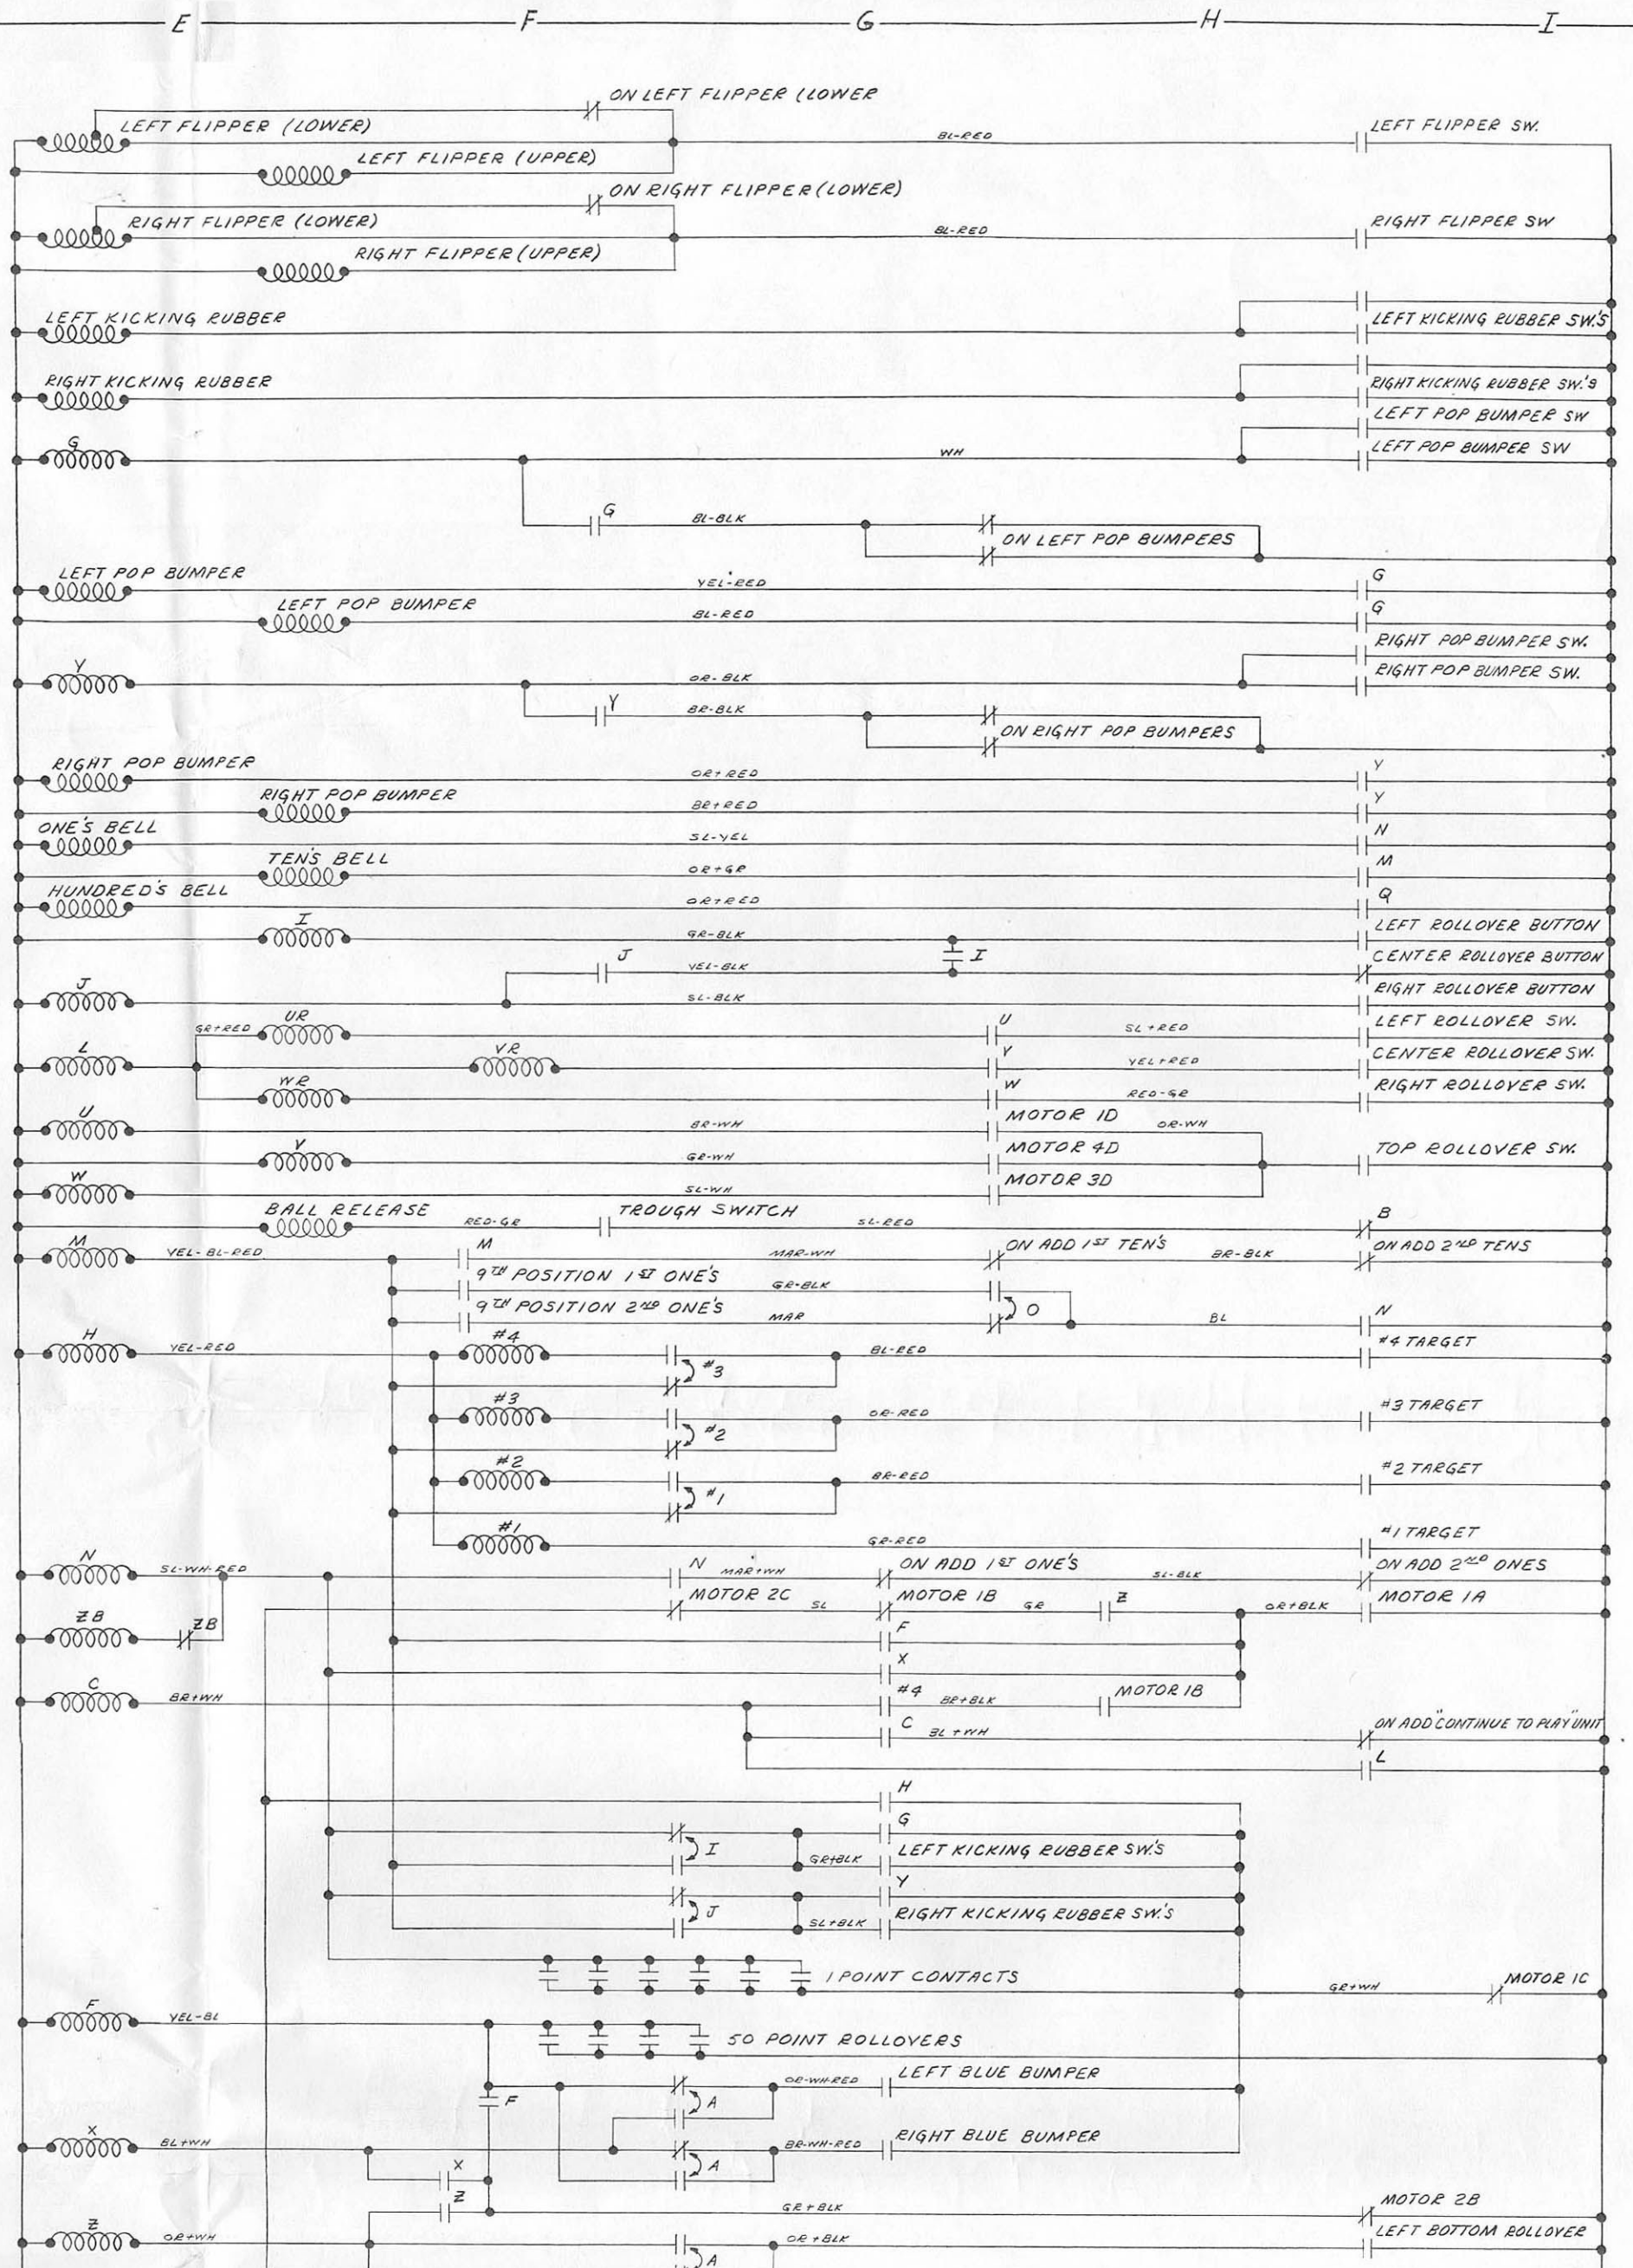 E F G H I
ON LEFT FLIPPER (LOWER
LEFT FLIPPER (LOWER) BL-RED LEFT FLIPPER SW.
LEFT FLIPPER (UPPER)
ON RIGHT FLIPPER (LOWER)
RIGHT FLIPPER (LOWER) BL-RED RIGHT FLIPPER SW
RIGHT FLIPPER (UPPER)
LEFT KICKING RUBBER LEFT KICKING RUBBER SW.'S
RIGHT KICKING RUBBER RIGHT KICKING RUBBER SW.'S
LEFT POP BUMPER SW
G WH LEFT POP BUMPER SW
G BL-BLK
ON LEFT POP BUMPERS
LEFT POP BUMPER YEL-RED G
LEFT POP BUMPER BL-RED G
RIGHT POP BUMPER SW.
Y OR-BLK RIGHT POP BUMPER SW.
Y BR-BLK
ON RIGHT POP BUMPERS
RIGHT POP BUMPER OR+RED Y
RIGHT POP BUMPER BR+RED Y
ONE'S BELL SL-YEL N
TEN'S BELL OR+GR M
HUNDRED'S BELL OR+RED Q
I GR-BLK LEFT ROLLOVER BUTTON
J YEL-BLK I CENTER ROLLOVER BUTTON
J SL-BLK RIGHT ROLLOVER BUTTON
GR+RED UR U SL+RED LEFT ROLLOVER SW.
L VR V YEL+RED CENTER ROLLOVER SW.
WR W RED-GR RIGHT ROLLOVER SW.
U BR-WH MOTOR 1D OR-WH
V GR-WH MOTOR 4D TOP ROLLOVER SW.
W SL-WH MOTOR 3D
BALL RELEASE RED-GR TROUGH SWITCH SL-RED B
M YEL-BL-RED M MAR-WH ON ADD 1ST TEN'S BR-BLK ON ADD 2ND TENS
9TH POSITION 1ST ONE'S GR-BLK
9TH POSITION 2ND ONE'S MAR O BL N
H YEL-RED #4 BL-RED #4 TARGET
#3
#3 OR-RED #3 TARGET
#2
#2 BR-RED #2 TARGET
#1
#1 GR-RED #1 TARGET
N SL-WH-RED N MAR+WH ON ADD 1ST ONE'S SL-BLK ON ADD 2ND ONES
MOTOR 2C SL MOTOR 1B GR Z OR+BLK MOTOR 1A
ZB ZB
F
X
C BR+WH #4 BR+BLK MOTOR 1B
C BL+WH ON ADD "CONTINUE TO PLAY" UNIT
L
H
G
I GR+BLK LEFT KICKING RUBBER SW.'S
Y
J SL+BLK RIGHT KICKING RUBBER SW.'S
1 POINT CONTACTS GR+WH MOTOR 1C
F YEL-BL
50 POINT ROLLOVERS
OR-WH-RED LEFT BLUE BUMPER
F A
X BL+WH BR-WH-RED RIGHT BLUE BUMPER
X A
Z GR+BLK MOTOR 2B
Z OR+WH OR+BLK LEFT BOTTOM ROLLOVER
A